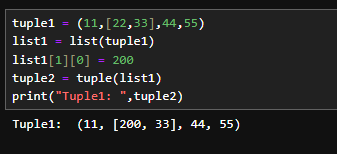 tuple1 = (11,[22,33],44,55)
list1 = list(tuple1)
list1[1][0] = 200
tuple2 = tuple(list1)
print("Tuple1: ",tuple2)
Tuple1:  (11, [200, 33], 44, 55)